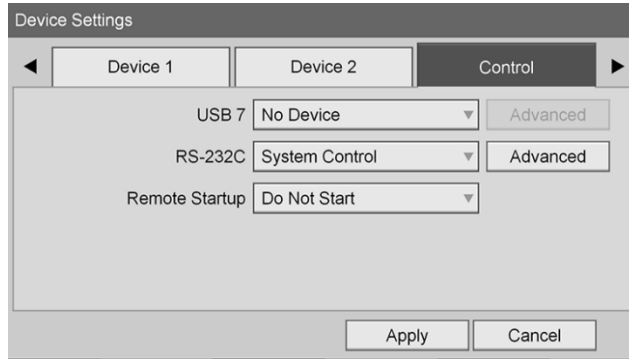 Device Settings
Device 1 Device 2 Control
USB 7 No Device Advanced
RS-232C System Control Advanced
Remote Startup Do Not Start
Apply Cancel